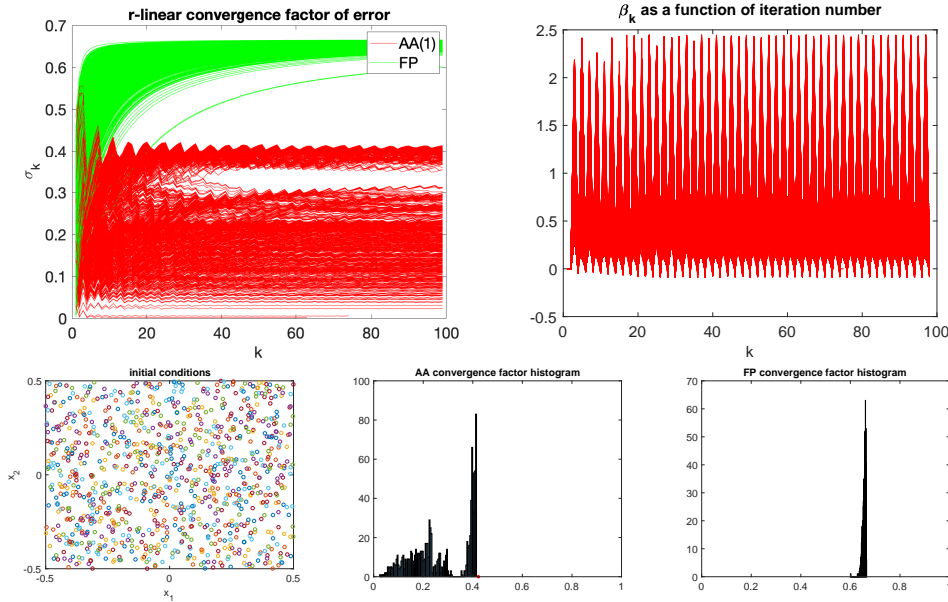 r-linear convergence factor of error
0.7
0.6
0.5
0.4
0.3
0.2
0.1
0
σk
0 20 40 60 80 100
k
AA(1)
FP
βk as a function of iteration number
2.5
2
1.5
1
0.5
0
-0.5
0 10 20 30 40 50 60 70 80 90 100
k
initial conditions
0.5
0
-0.5
x2
-0.5 0 0.5
x1
AA convergence factor histogram
100
80
60
40
20
0
0 0.2 0.4 0.6 0.8 1
FP convergence factor histogram
70
60
50
40
30
20
10
0
0 0.2 0.4 0.6 0.8 1